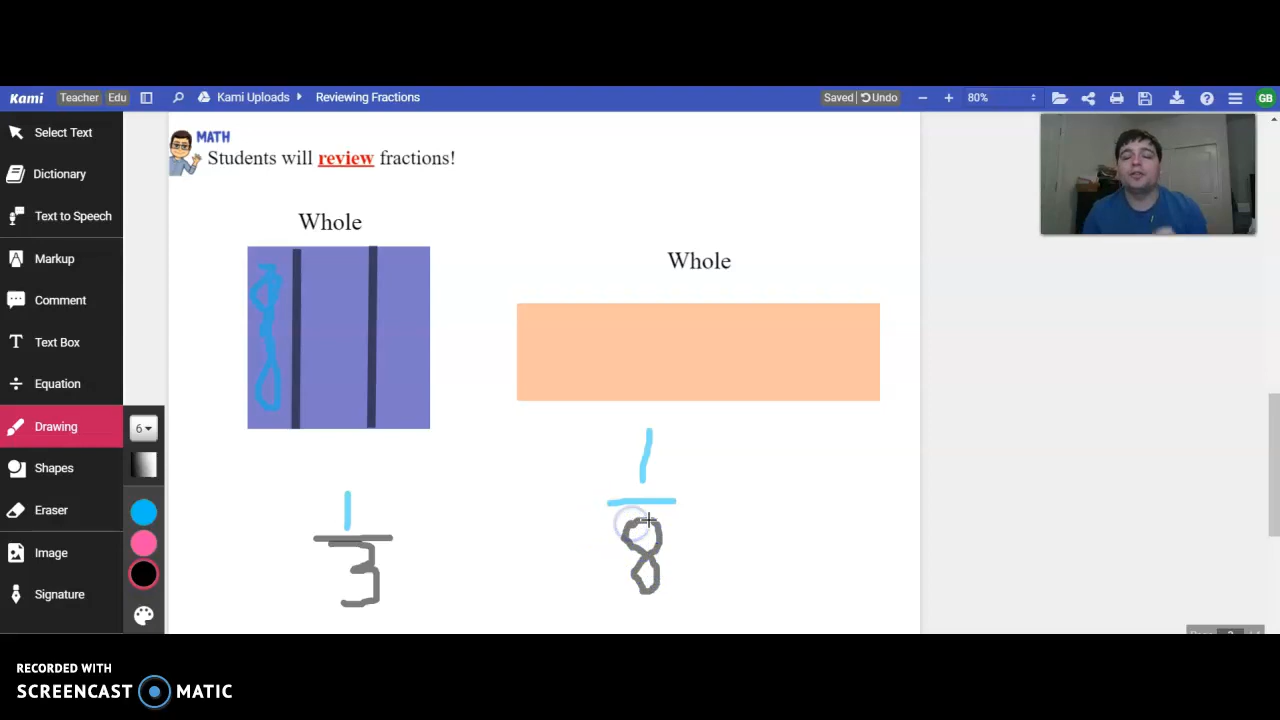 Kami Teacher Edu Kami Uploads Reviewing Fractions Saved Undo 80% GB
Select Text
Dictionary
Text to Speech
Markup
Comment
Text Box
Equation
Drawing
Shapes
Eraser
Image
Signature
6
MATH
Students will review fractions!
Whole
Whole
1
3
1
8
RECORDED WITH
SCREENCAST MATIC